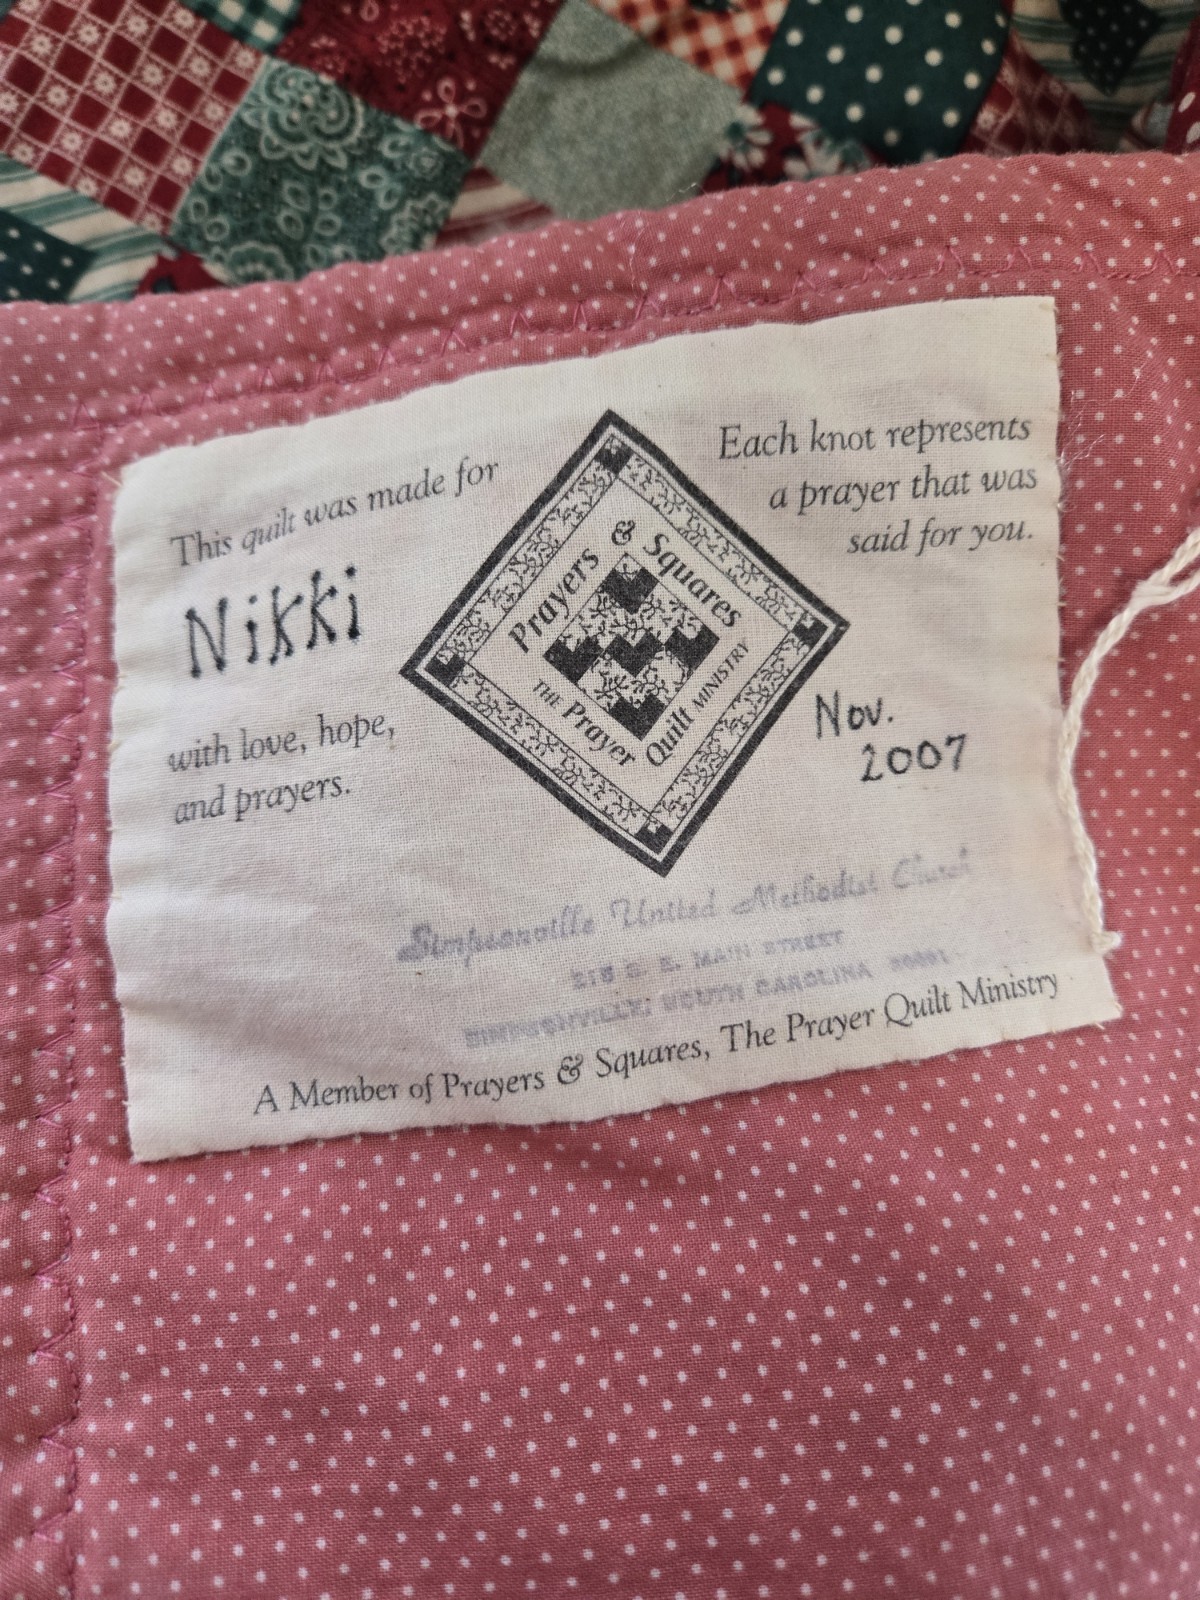 This quilt was made for
Nikki
with love, hope,
and prayers.
Prayers & Squares
THE Prayer Quilt MINISTRY
Each knot represents
a prayer that was
said for you.
Nov.
2007
Simpsonville United Methodist Church
215 S. E. MAIN STREET
SIMPSONVILLE, SOUTH CAROLINA
A Member of Prayers & Squares, The Prayer Quilt Ministry